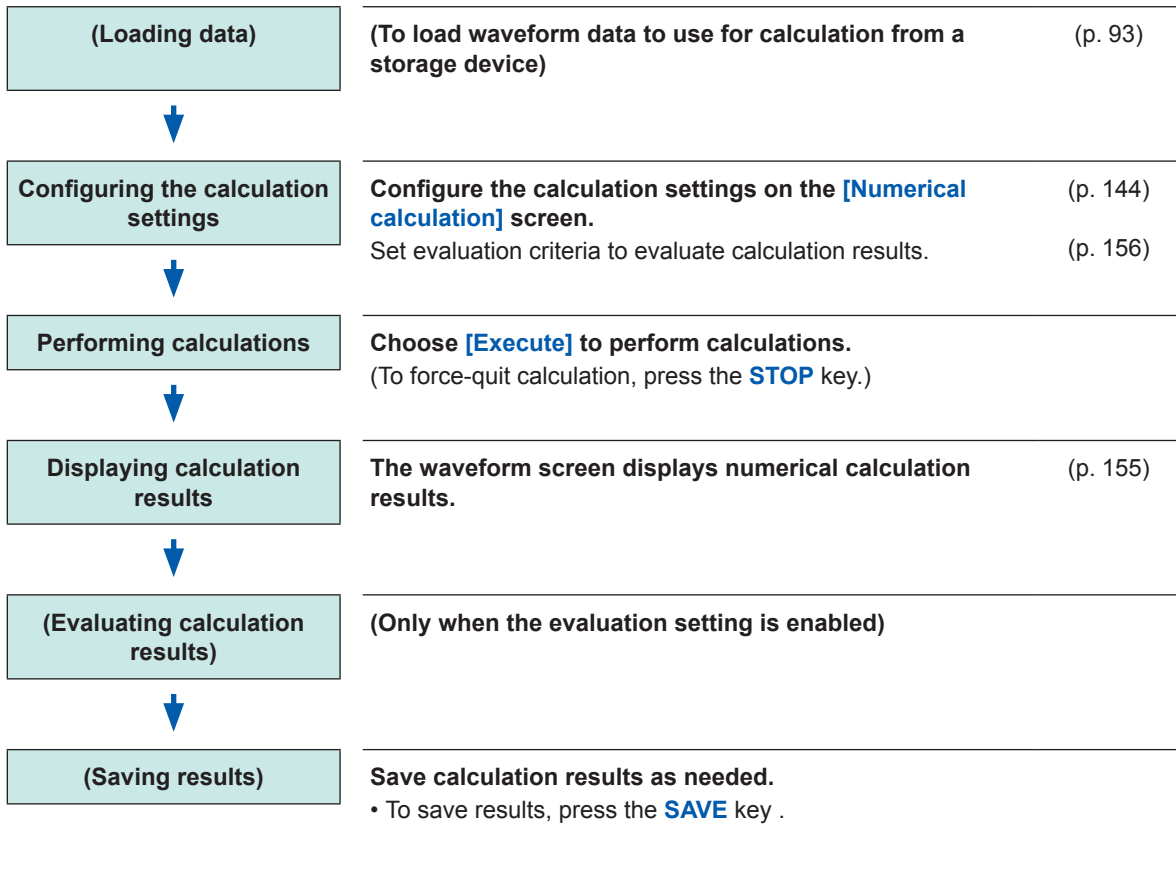 (Loading data)
(To load waveform data to use for calculation from a
storage device)
(p. 93)
Configuring the calculation
settings
Configure the calculation settings on the [Numerical
calculation] screen.
(p. 144)
Set evaluation criteria to evaluate calculation results.
(p. 156)
Performing calculations
Choose [Execute] to perform calculations.
(To force-quit calculation, press the STOP key.)
Displaying calculation
results
The waveform screen displays numerical calculation
results.
(p. 155)
(Evaluating calculation
results)
(Only when the evaluation setting is enabled)
(Saving results)
Save calculation results as needed.
• To save results, press the SAVE key .